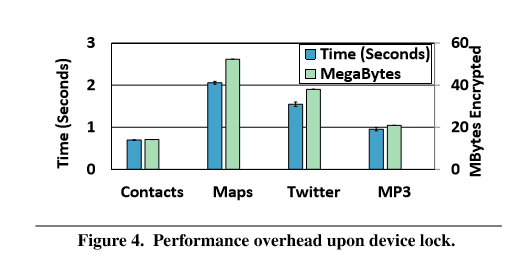 3
60
Time (Seconds)
MegaBytes
2
40
1
20
0
0
Time (Seconds)
MBytes Encrypted
Contacts Maps Twitter MP3
Figure 4. Performance overhead upon device lock.